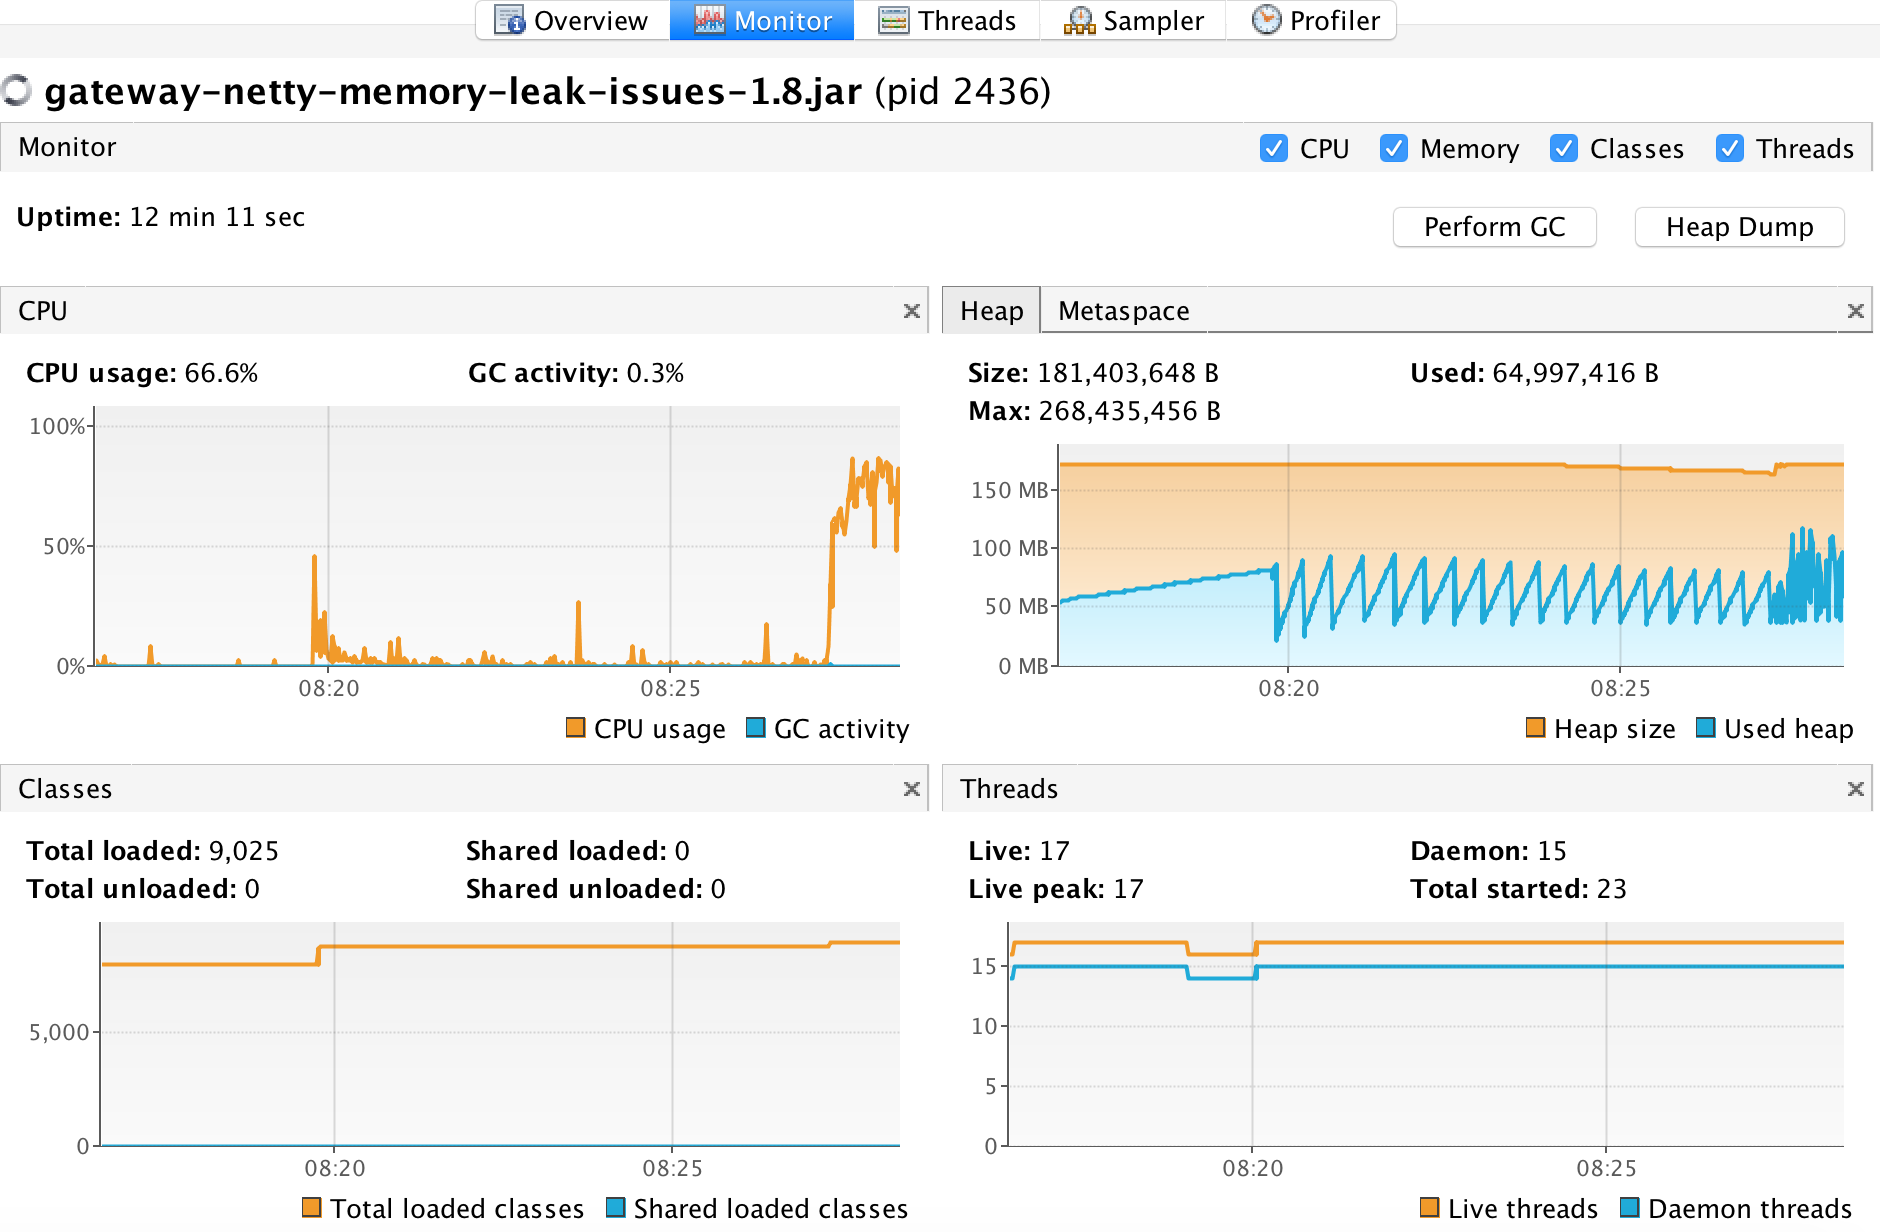 Overview Monitor Threads Sampler Profiler
gateway-netty-memory-leak-issues-1.8.jar (pid 2436)
Monitor CPU Memory Classes Threads
Uptime: 12 min 11 sec
Perform GC Heap Dump
CPU
CPU usage: 66.6% GC activity: 0.3%
100%
50%
0%
08:20 08:25
CPU usage GC activity
Heap Metaspace
Size: 181,403,648 B Used: 64,997,416 B
Max: 268,435,456 B
150 MB
100 MB
50 MB
0 MB
08:20 08:25
Heap size Used heap
Classes
Total loaded: 9,025 Shared loaded: 0
Total unloaded: 0 Shared unloaded: 0
5,000
0
08:20 08:25
Total loaded classes Shared loaded classes
Threads
Live: 17 Daemon: 15
Live peak: 17 Total started: 23
15
10
5
0
08:20 08:25
Live threads Daemon threads